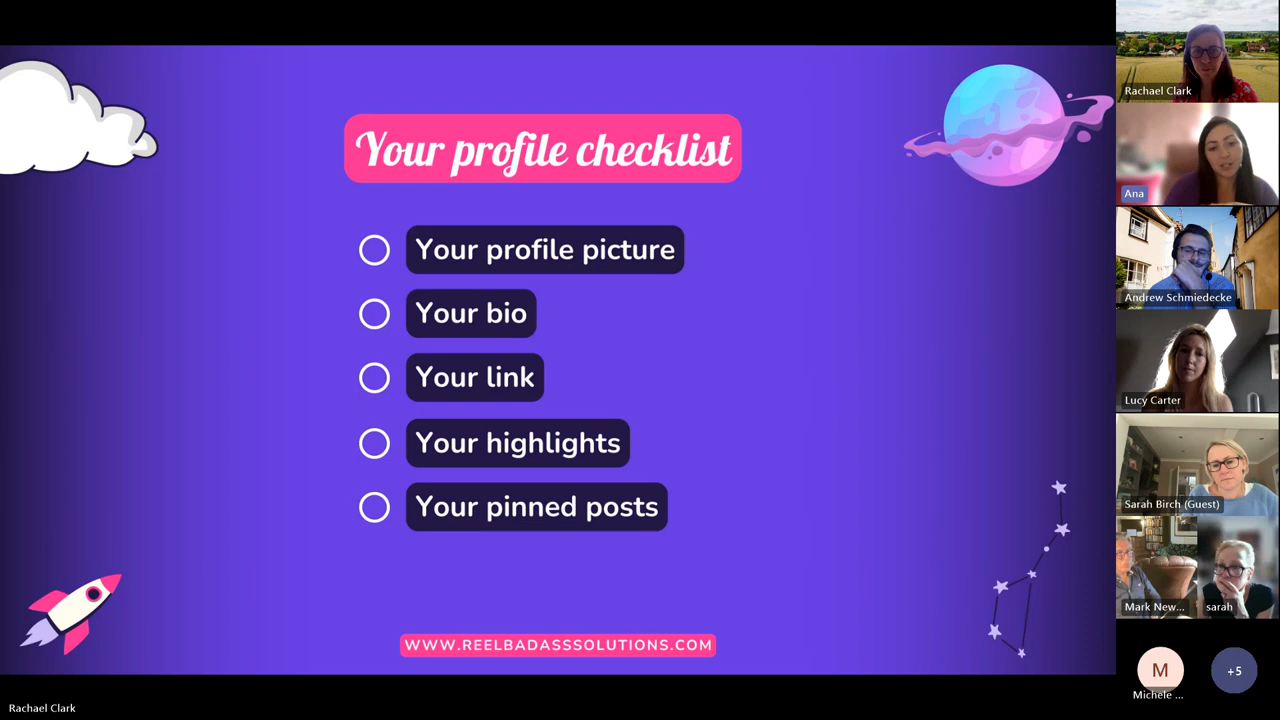 Your profile checklist
Your profile picture
Your bio
Your link
Your highlights
Your pinned posts
WWW.REELBADASSSOLUTIONS.COM
Rachael Clark
Rachael Clark
Ana
Andrew Schmiedecke
Lucy Carter
Sarah Birch (Guest)
Mark New...
sarah
M
Michele ...
+5